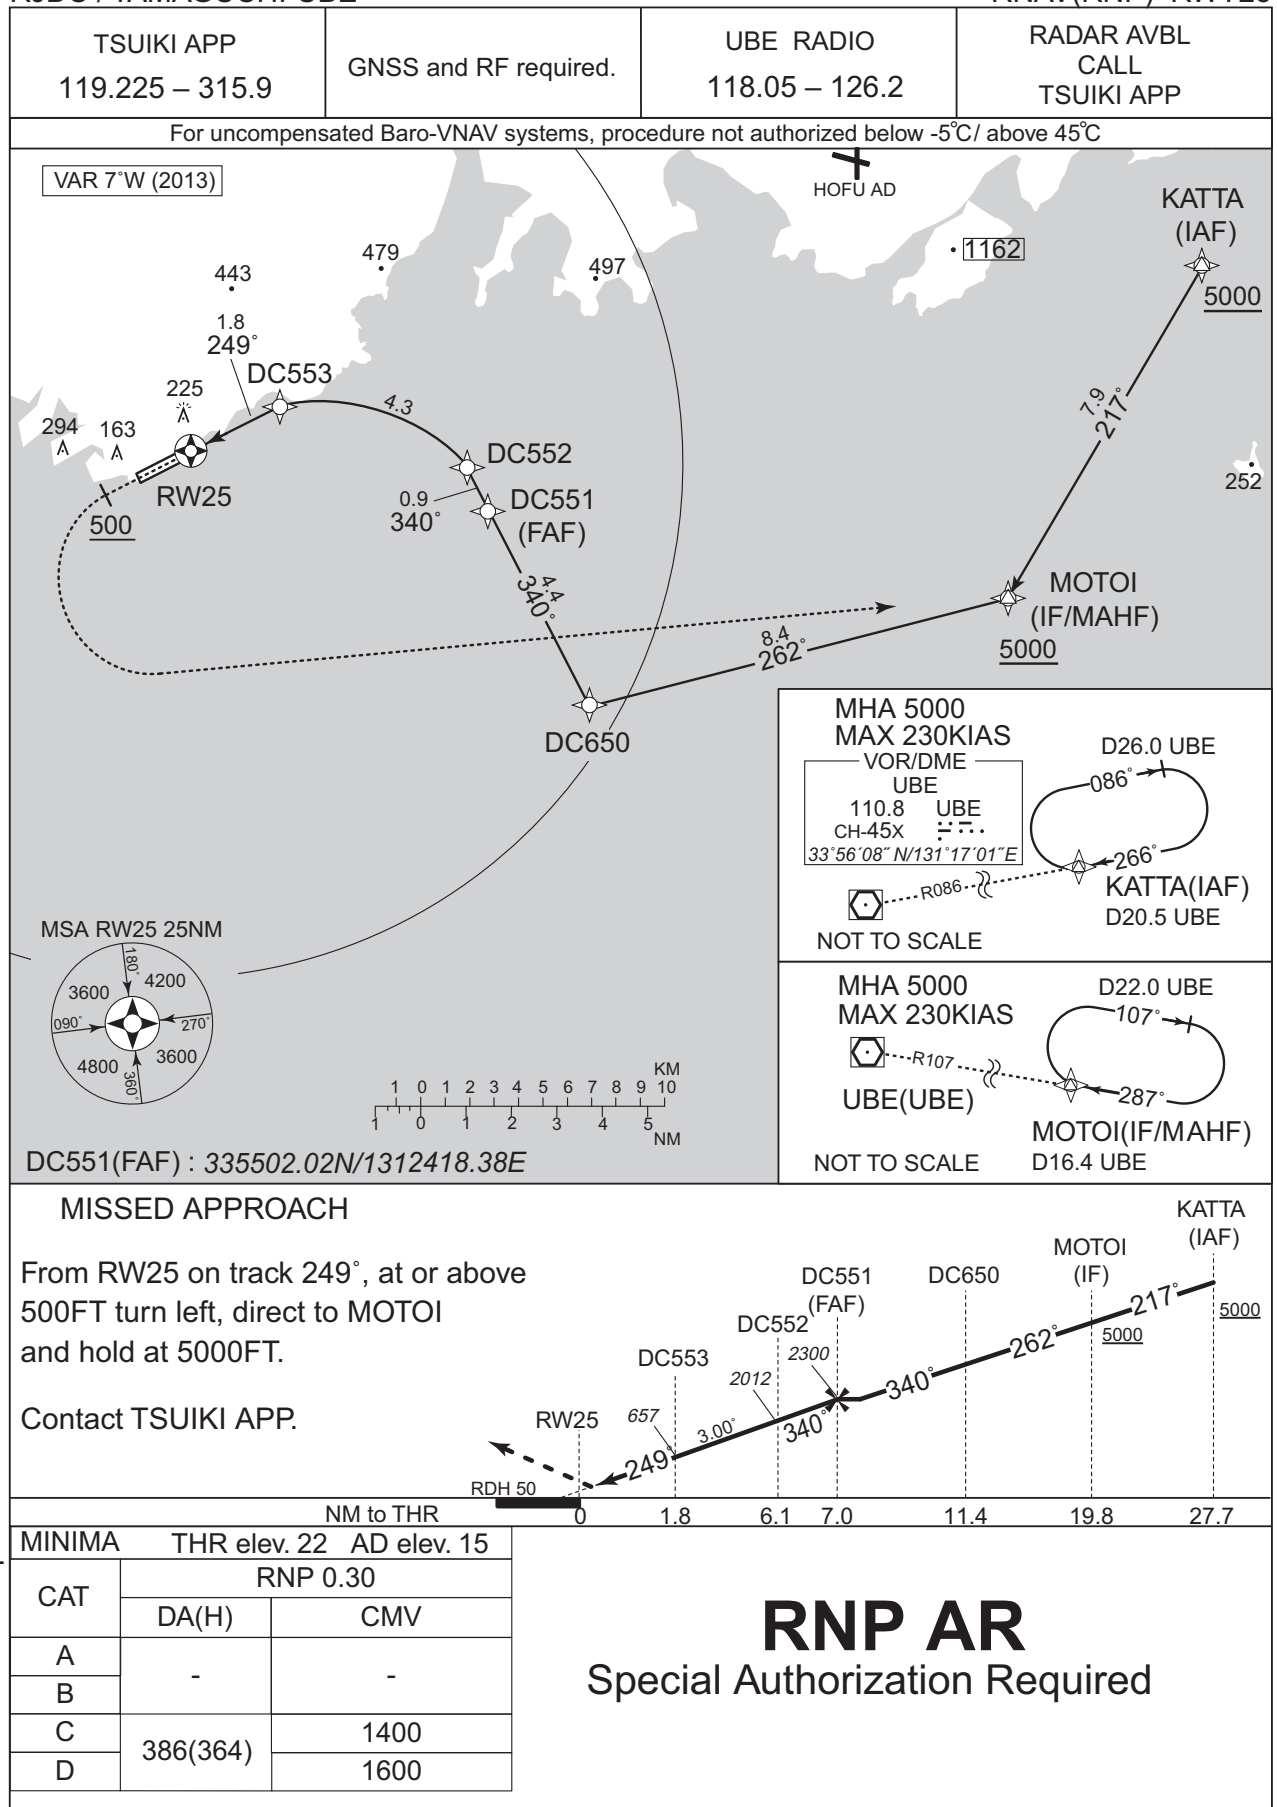 TSUIKI APP
119.225 – 315.9
GNSS and RF required.
UBE RADIO
118.05 – 126.2
RADAR AVBL
CALL
TSUIKI APP
For uncompensated Baro-VNAV systems, procedure not authorized below -5°C/ above 45°C
VAR 7°W (2013)
HOFU AD
KATTA
(IAF)
5000
1162
479
443
497
1.8
249°
DC553
225
294
163
4.3
DC552
RW25
500
0.9
340°
DC551
(FAF)
7.9
217°
252
4.4
340°
MOTOI
(IF/MAHF)
5000
8.4
262°
DC650
MHA 5000
MAX 230KIAS
VOR/DME
UBE
110.8 UBE
CH-45X
33°56′08″ N/131°17′01″E
D26.0 UBE
086°
266°
R086
KATTA(IAF)
D20.5 UBE
NOT TO SCALE
MHA 5000
MAX 230KIAS
D22.0 UBE
107°
R107
287°
UBE(UBE)
MOTOI(IF/MAHF)
D16.4 UBE
NOT TO SCALE
MSA RW25 25NM
180°
4200
3600
090°
270°
4800
3600
360°
KM
1 0 1 2 3 4 5 6 7 8 9 10
1 0 1 2 3 4 5
NM
DC551(FAF) : 335502.02N/1312418.38E
MISSED APPROACH
From RW25 on track 249°, at or above
500FT turn left, direct to MOTOI
and hold at 5000FT.
Contact TSUIKI APP.
KATTA
(IAF)
MOTOI
(IF)
DC650
DC551
(FAF)
DC552
DC553
RW25
5000
5000
217°
262°
340°
2300
2012
340°
657
3.00°
249°
RDH 50
NM to THR 0 1.8 6.1 7.0 11.4 19.8 27.7
MINIMA THR elev. 22 AD elev. 15
CAT
RNP 0.30
DA(H) CMV
A
B
- -
C
386(364)
1400
D
1600
RNP AR
Special Authorization Required